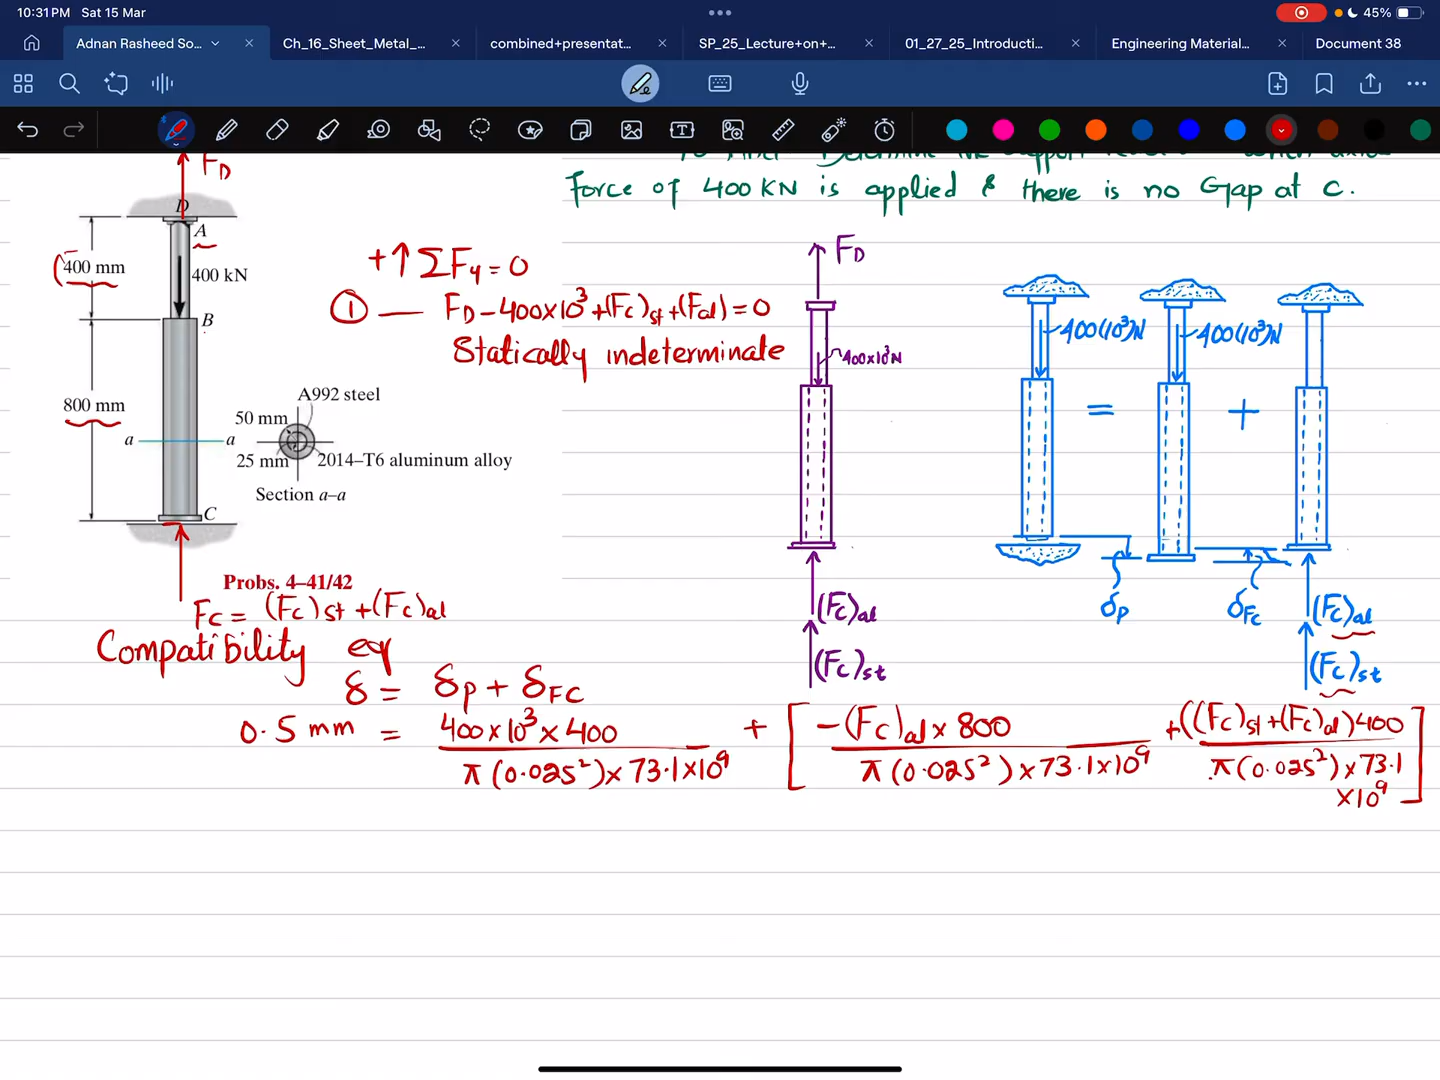 10:31 PM Sat 15 Mar
45%
Adnan Rasheed So...
Ch_16_Sheet_Metal_...
combined+presentat...
SP_25_Lecture+on+...
01_27_25_Introducti...
Engineering Material...
Document 38
Force of 400 KN is applied & there is no Gap at C.
FD
D
A
400 mm
400 kN
B
800 mm
A992 steel
50 mm
a
a
25 mm
2014–T6 aluminum alloy
Section a–a
C
Probs. 4–41/42
Fc = (Fc)st + (Fc)al
+↑ ΣFy = 0
① — FD - 400×10³ + (Fc)st + (Fal) = 0
Statically indeterminate
FD
400×10³N
(Fc)al
(Fc)st
400(10³)N
=
400(10³)N
+
δp
δFc
(Fc)al
(Fc)st
Compatibility eq
δ = δp + δFC
0.5 mm = 400×10³×400 / π(0.025²)×73.1×10⁹ + [ -(Fc)al × 800 / π(0.025²)×73.1×10⁹ + ((Fc)st + (Fc)al)400 / π(0.025²)×73.1×10⁹ ]